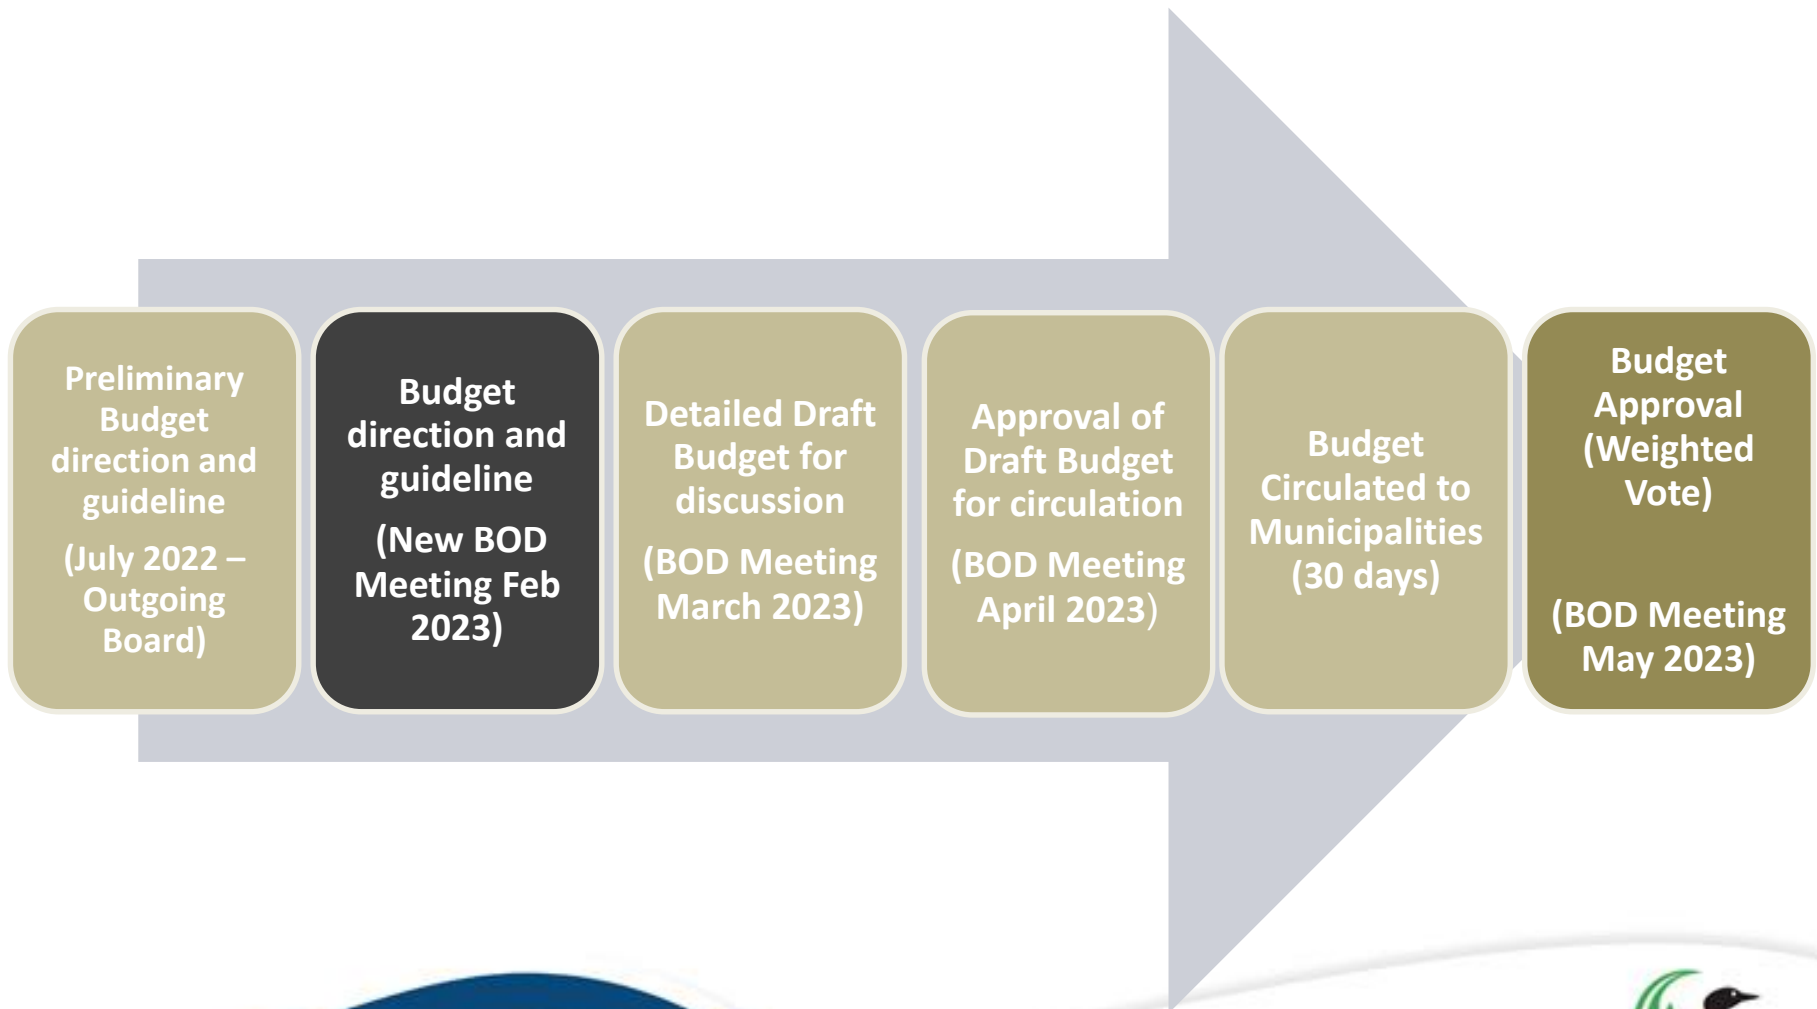 Preliminary
Budget
direction and
guideline
(July 2022 –
Outgoing
Board)
Budget
direction and
guideline
(New BOD
Meeting Feb
2023)
Detailed Draft
Budget for
discussion
(BOD Meeting
March 2023)
Approval of
Draft Budget
for circulation
(BOD Meeting
April 2023)
Budget
Circulated to
Municipalities
(30 days)
Budget
Approval
(Weighted
Vote)
(BOD Meeting
May 2023)